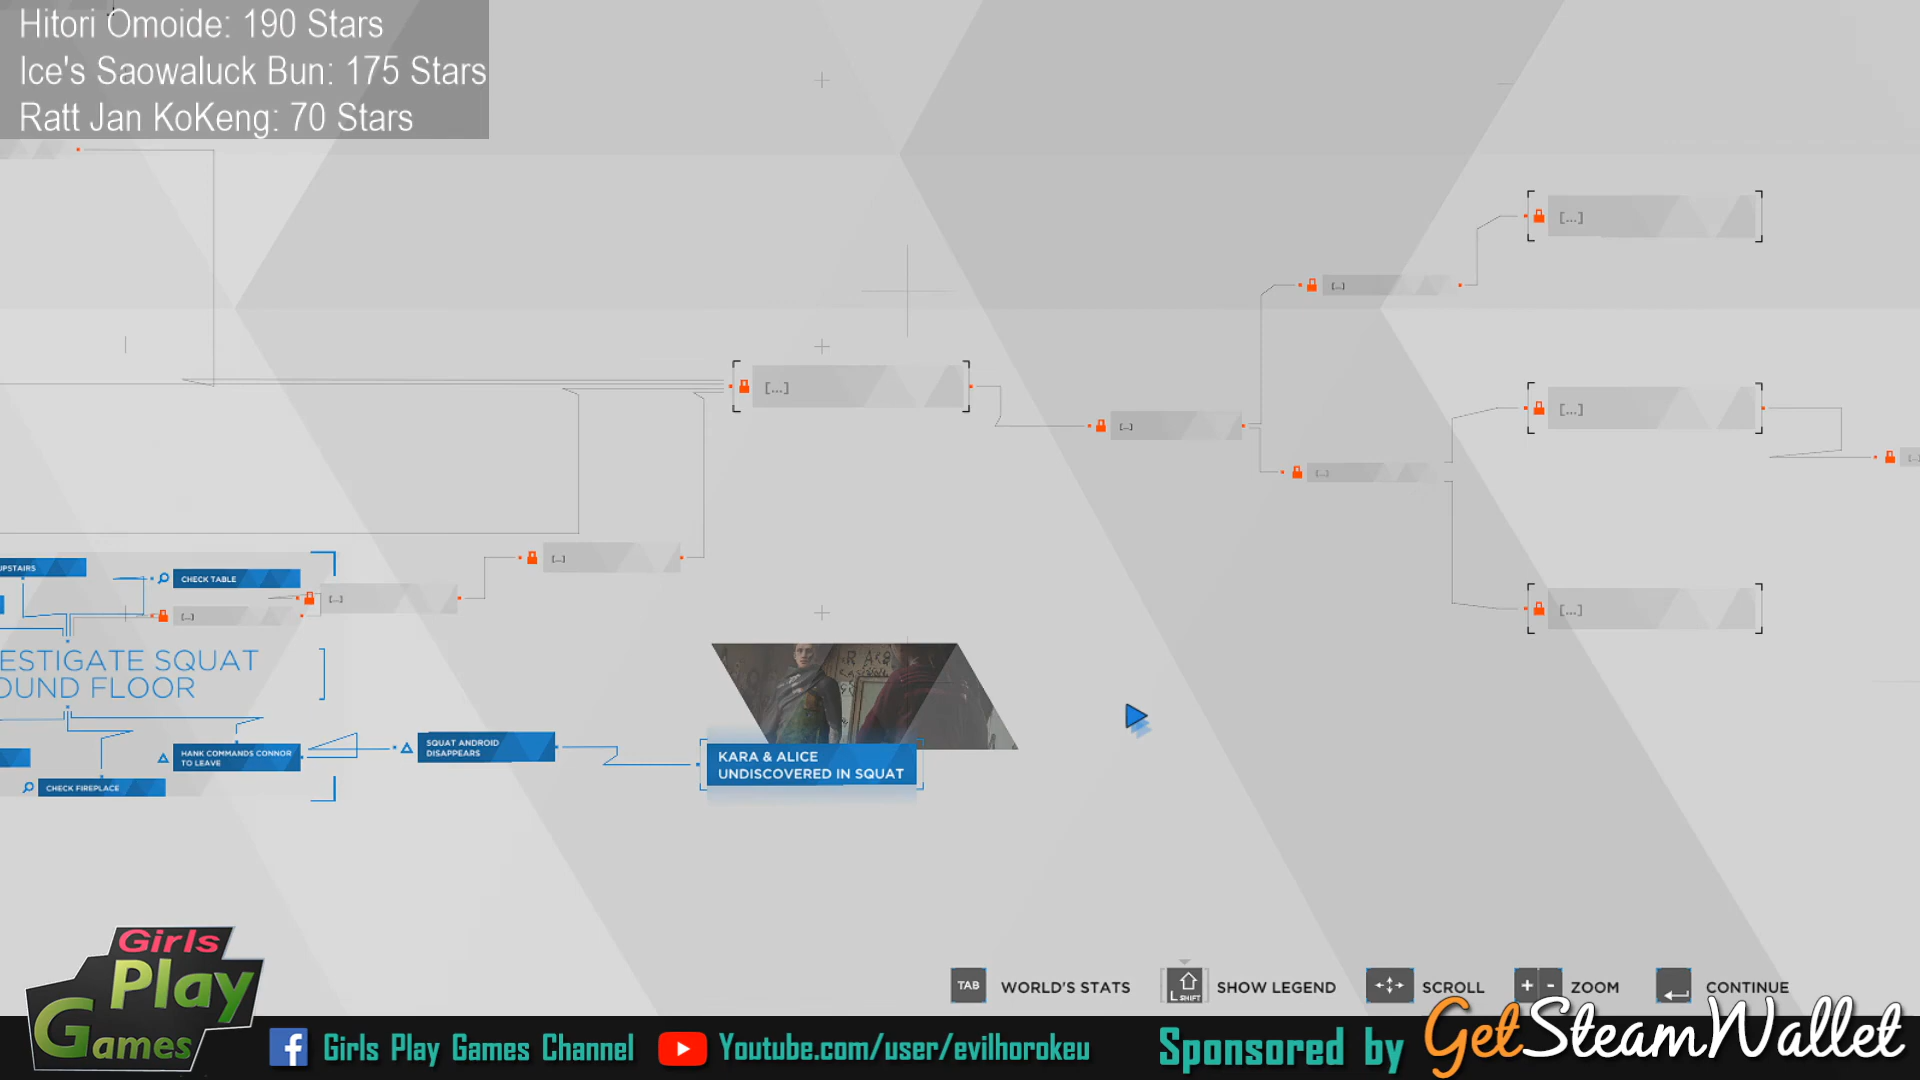 Hitori Omoide: 190 Stars
Ice's Saowaluck Bun: 175 Stars
Ratt Jan KoKeng: 70 Stars
[...]
[...]
[...]
[...]
[...]
[...]
[...]
[...]
UPSTAIRS
CHECK TABLE
[...]
[...]
[...]
ESTIGATE SQUAT
OUND FLOOR
HANK COMMANDS CONNOR
TO LEAVE
SQUAT ANDROID
DISAPPEARS
KARA & ALICE
UNDISCOVERED IN SQUAT
CHECK FIREPLACE
TAB WORLD'S STATS
L SHIFT SHOW LEGEND
SCROLL
+ - ZOOM
CONTINUE
Girls
Play
Games
Girls Play Games Channel
Youtube.com/user/evilhorokeu
Sponsored by GetSteamWallet